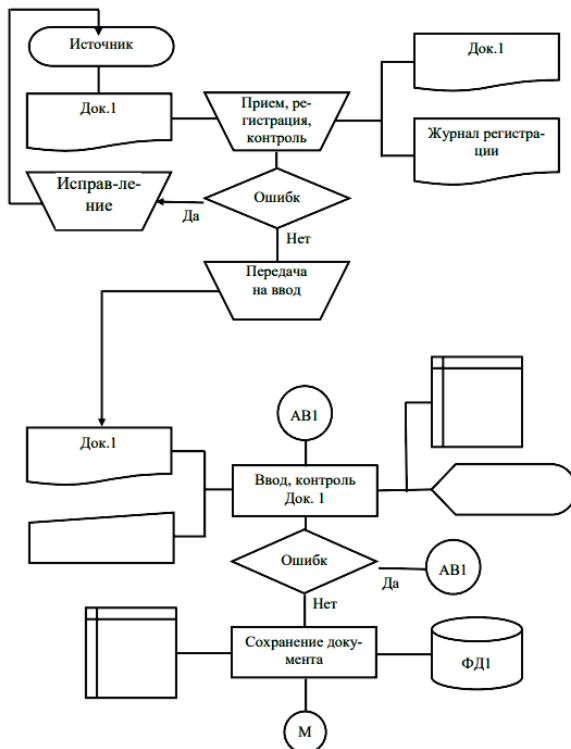 Источник
Док.1
Прием, ре-
гистрация,
контроль
Док.1
Журнал регистра-
ции
Исправ-ле-
ние
Да
Ошибк
Нет
Передача
на ввод
АВ1
Док.1
Ввод, контроль
Док. 1
Ошибк
Да
АВ1
Нет
Сохранение доку-
мента
ФД1
М